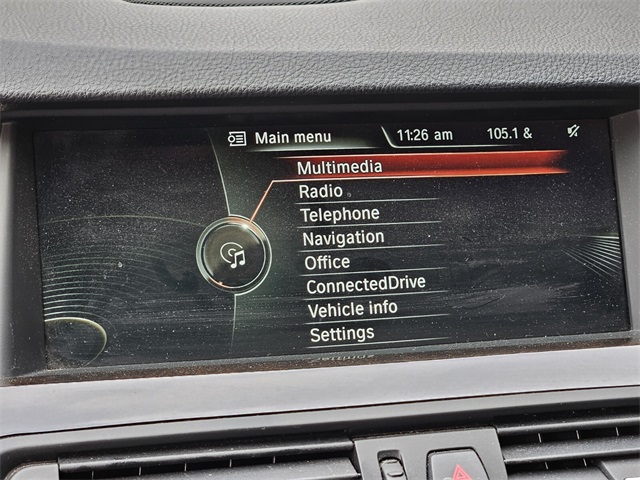 Main menu 11:26 am 105.1 &
Multimedia
Radio
Telephone
Navigation
Office
ConnectedDrive
Vehicle info
Settings